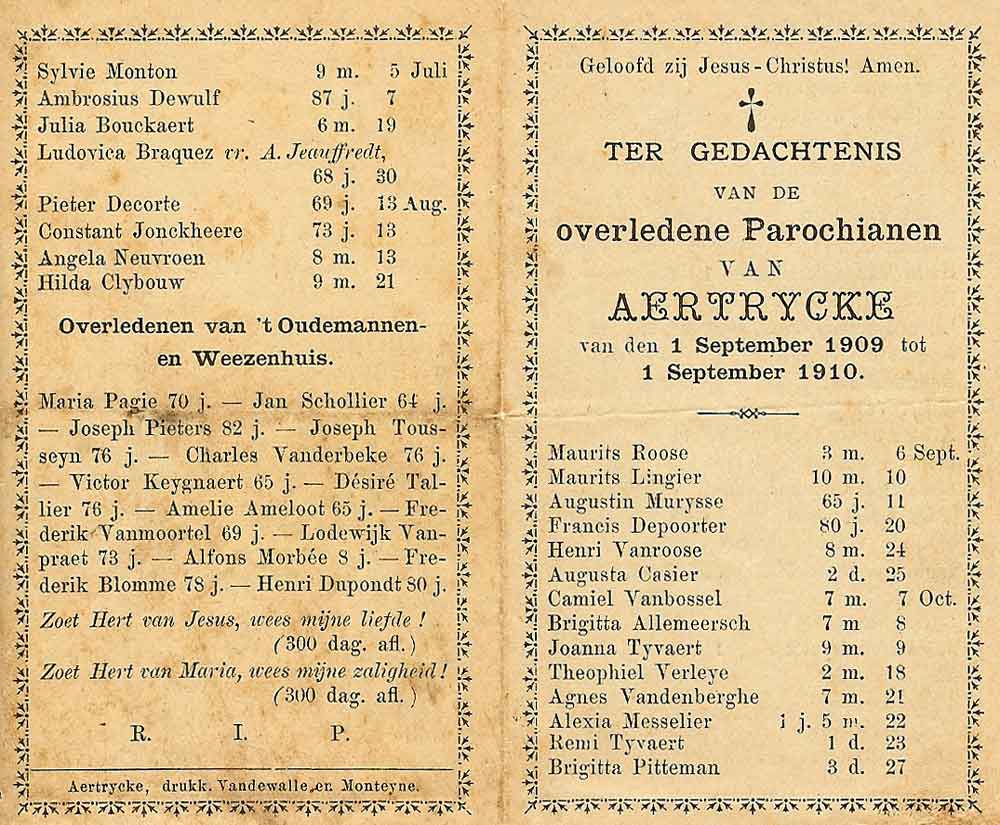 Sylvie Monton 9 m. 5 Juli
Ambrosius Dewulf 87 j. 7
Julia Bouckaert 6 m. 19
Ludovica Braquez vr. A. Jeauffredt,
68 j. 30
Pieter Decorte 69 j. 13 Aug.
Constant Jonckheere 73 j. 13
Angela Neuvroen 8 m. 13
Hilda Clybouw 9 m. 21
Overledenen van 't Oudemannen-
en Weezenhuis.
Maria Pagie 70 j. — Jan Schollier 64 j.
— Joseph Pieters 82 j. — Joseph Tous-
seyn 76 j. — Charles Vanderbeke 76 j.
— Victor Keygnaert 65 j. — Désiré Tal-
lier 76 j. — Amelie Ameloot 65 j. — Fre-
derik Vanmoortel 69 j. — Lodewijk Van-
praet 73 j. — Alfons Morbée 8 j. — Fre-
derik Blomme 78 j. — Henri Dupondt 80 j.
Zoet Hert van Jesus, wees mijne liefde !
(300 dag. afl.)
Zoet Hert van Maria, wees mijne zaligheid!
(300 dag. afl.)
R. I. P.
Aertrycke, drukk. Vandewalle en Monteyne.
Geloofd zij Jesus-Christus! Amen.
TER GEDACHTENIS
VAN DE
overledene Parochianen
VAN
AERTRYCKE
van den 1 September 1909 tot
1 September 1910.
Maurits Roose 3 m. 6 Sept.
Maurits Lingier 10 m. 10
Augustin Murysse 65 j. 11
Francis Depoorter 80 j. 20
Henri Vanroose 8 m. 24
Augusta Casier 2 d. 25
Camiel Vanbossel 7 m. 7 Oct.
Brigitta Allemeersch 7 m 8
Joanna Tyvaert 9 m. 9
Theophiel Verleye 2 m. 18
Agnes Vandenberghe 7 m. 21
Alexia Messelier 1 j. 5 m. 22
Remi Tyvaert 1 d. 23
Brigitta Pitteman 3 d. 27